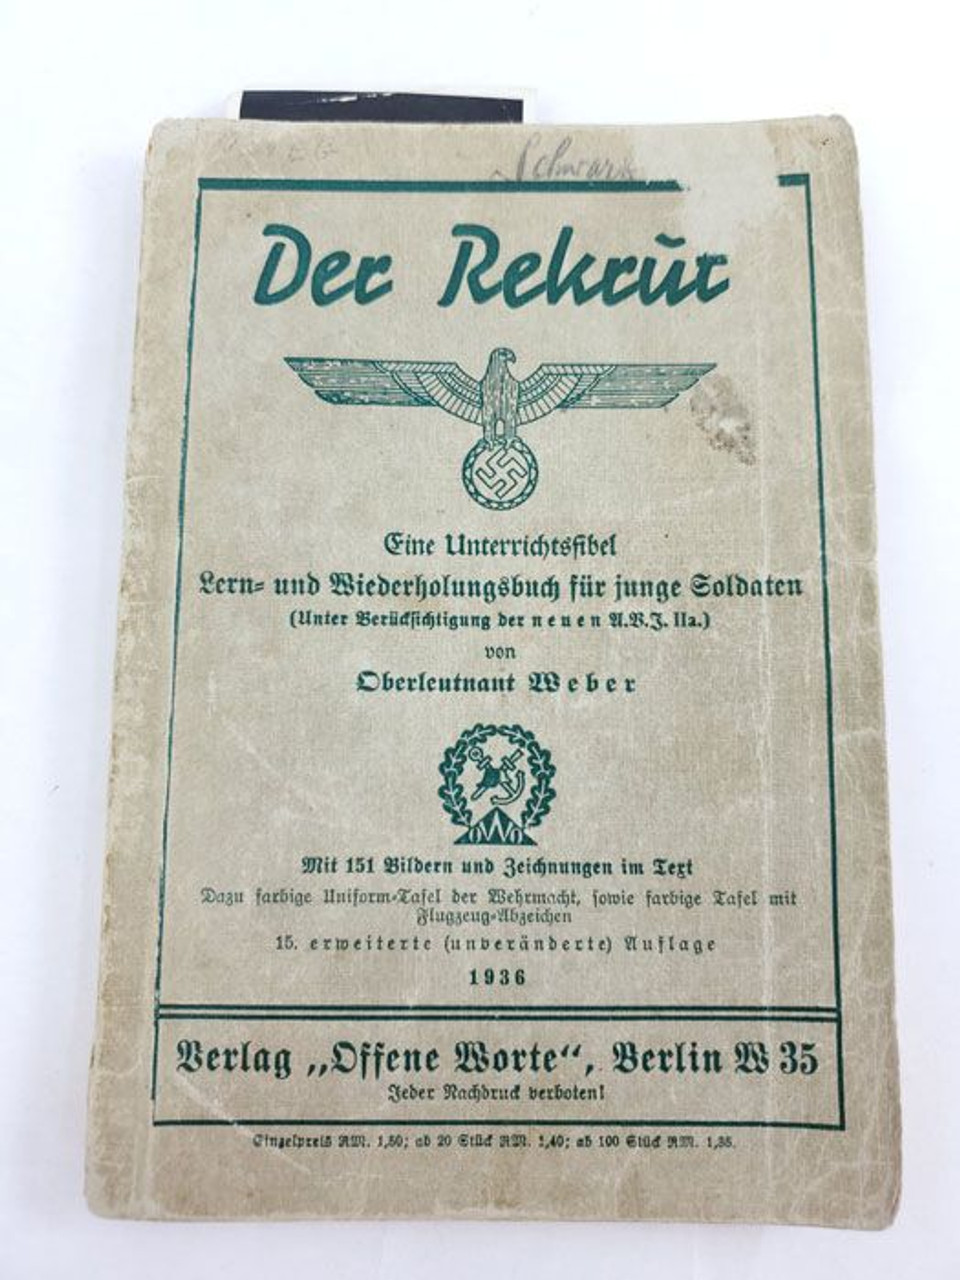 Schwarz
Der Rekrut
Eine Unterrichtsfibel
Lern- und Wiederholungsbuch für junge Soldaten
(Unter Berücksichtigung der neuen A.V.J. IIa.)
von
Oberleutnant Weber
OWO
Mit 151 Bildern und Zeichnungen im Text
Dazu farbige Uniform-Tafel der Wehrmacht, sowie farbige Tafel mit
Flugzeug-Abzeichen
15. erweiterte (unveränderte) Auflage
1936
Verlag „Offene Worte“, Berlin W 35
Jeder Nachdruck verboten!
Einzelpreis RM. 1,50; ab 20 Stück RM. 1,40; ab 100 Stück RM. 1,35.